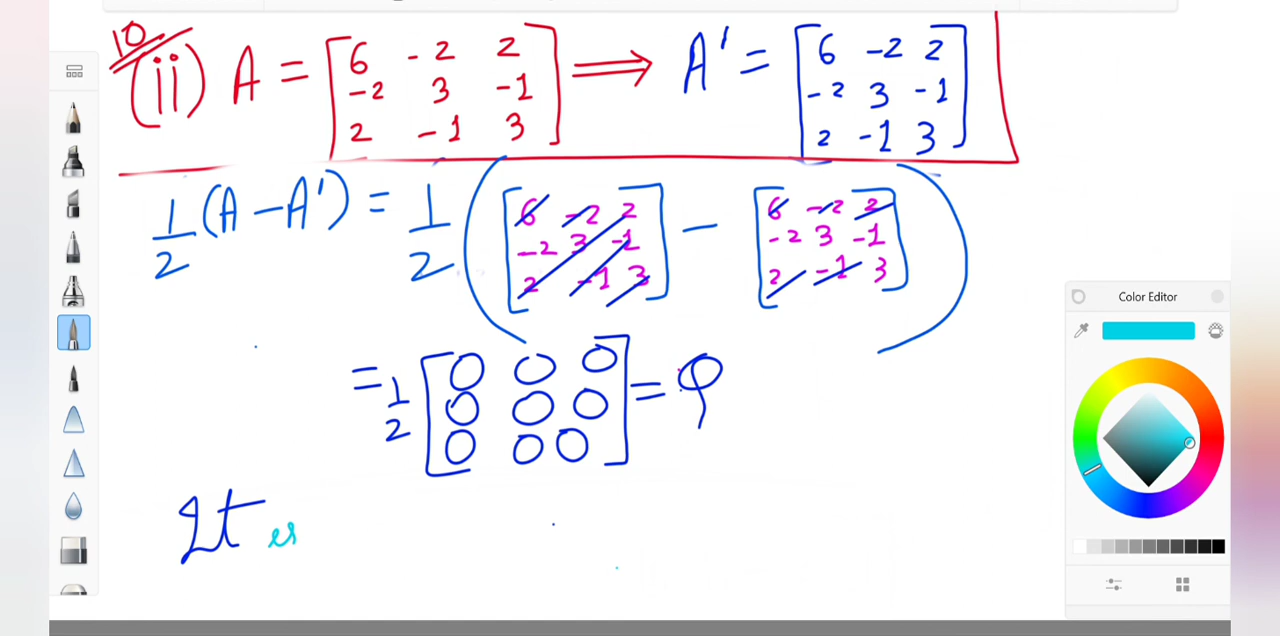 10
(ii) A = [6 -2 2; -2 3 -1; 2 -1 3] ⟹ A' = [6 -2 2; -2 3 -1; 2 -1 3]
1/2 (A - A') = 1/2 ([6 -2 2; -2 3 -1; 2 -1 3] - [6 -2 2; -2 3 -1; 2 -1 3])
= 1/2 [0 0 0; 0 0 0; 0 0 0] = φ
It
Color Editor